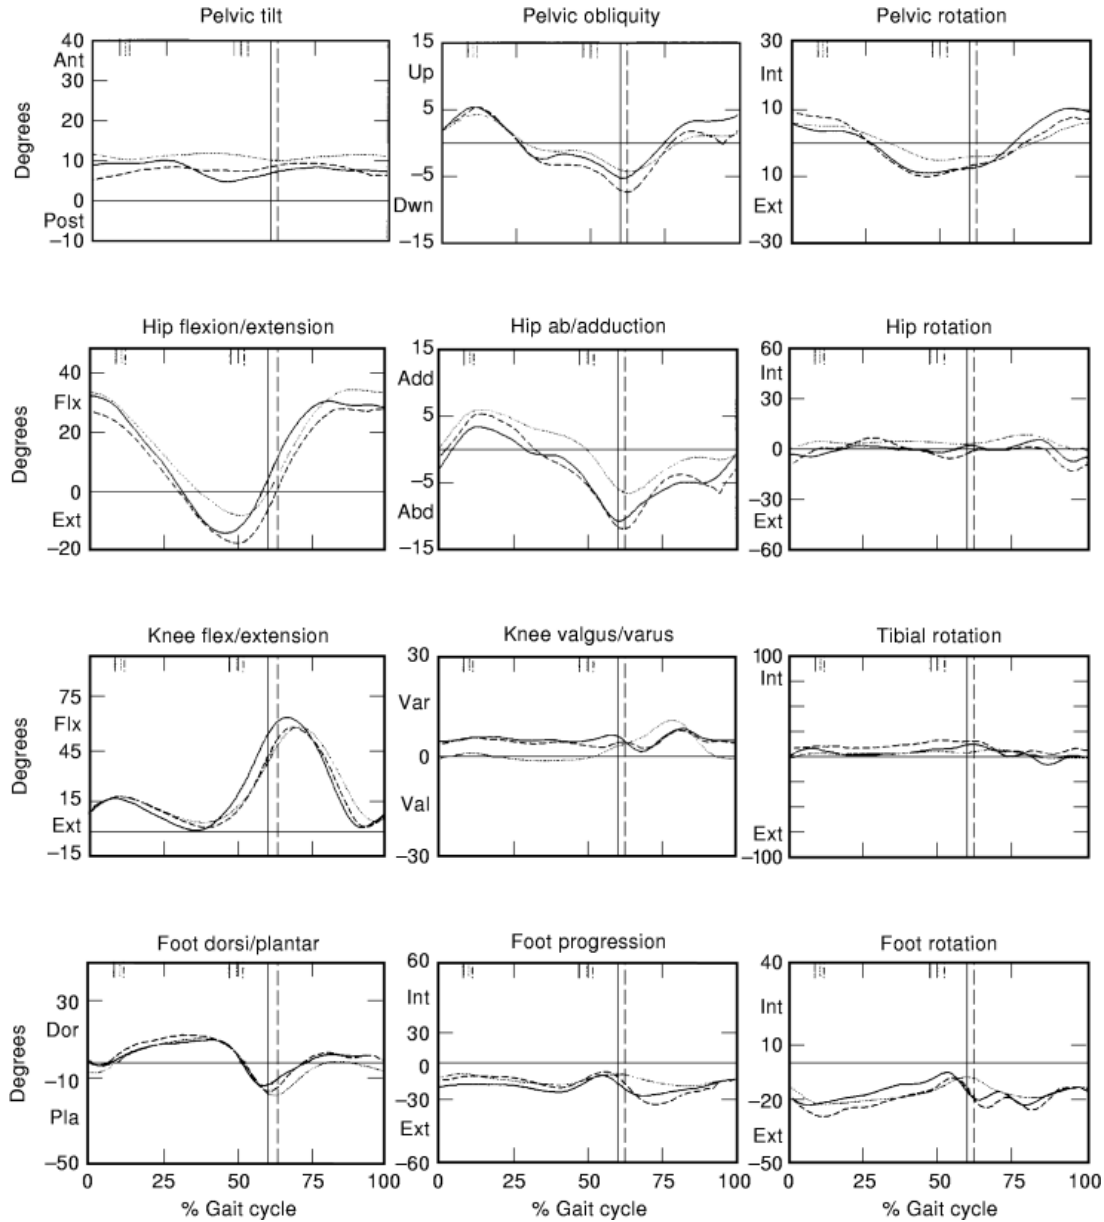 Pelvic tilt
40
Ant
30
20
10
0
Post
–10
Degrees
Pelvic obliquity
15
Up
5
–5
Dwn
–15
Pelvic rotation
30
Int
10
10
Ext
–30
Hip flexion/extension
40
Flx
20
0
Ext
–20
Degrees
Hip ab/adduction
15
Add
5
–5
Abd
–15
Hip rotation
60
Int
30
0
–30
Ext
–60
Knee flex/extension
75
Flx
45
15
Ext
–15
Degrees
Knee valgus/varus
30
Var
0
Val
–30
Tibial rotation
100
Int
Ext
–100
Foot dorsi/plantar
30
Dor
–10
Pla
–50
Degrees
0 25 50 75 100
% Gait cycle
Foot progression
60
Int
30
0
–30
Ext
–60
0 25 50 75 100
% Gait cycle
Foot rotation
40
Int
10
–20
Ext
–50
0 25 50 75 100
% Gait cycle